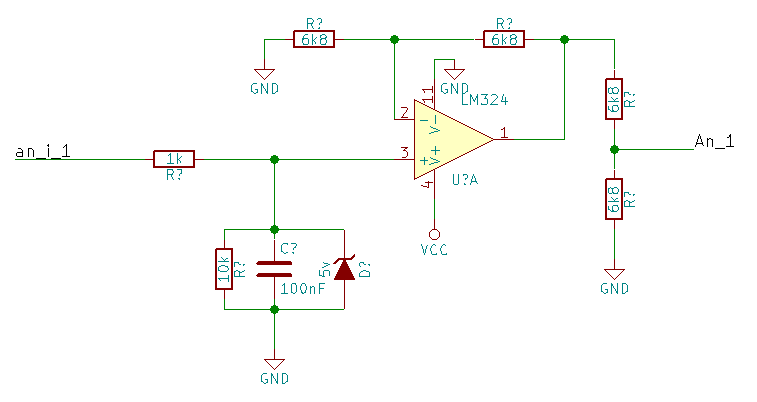 R?
6k8
GND
R?
6k8
GND
11
LM324
2
V-
1
3
V+
4
U?A
VCC
6k8
R?
An_1
6k8
R?
GND
an_i_1
1k
R?
10k
R?
C?
100nF
5v
D?
GND